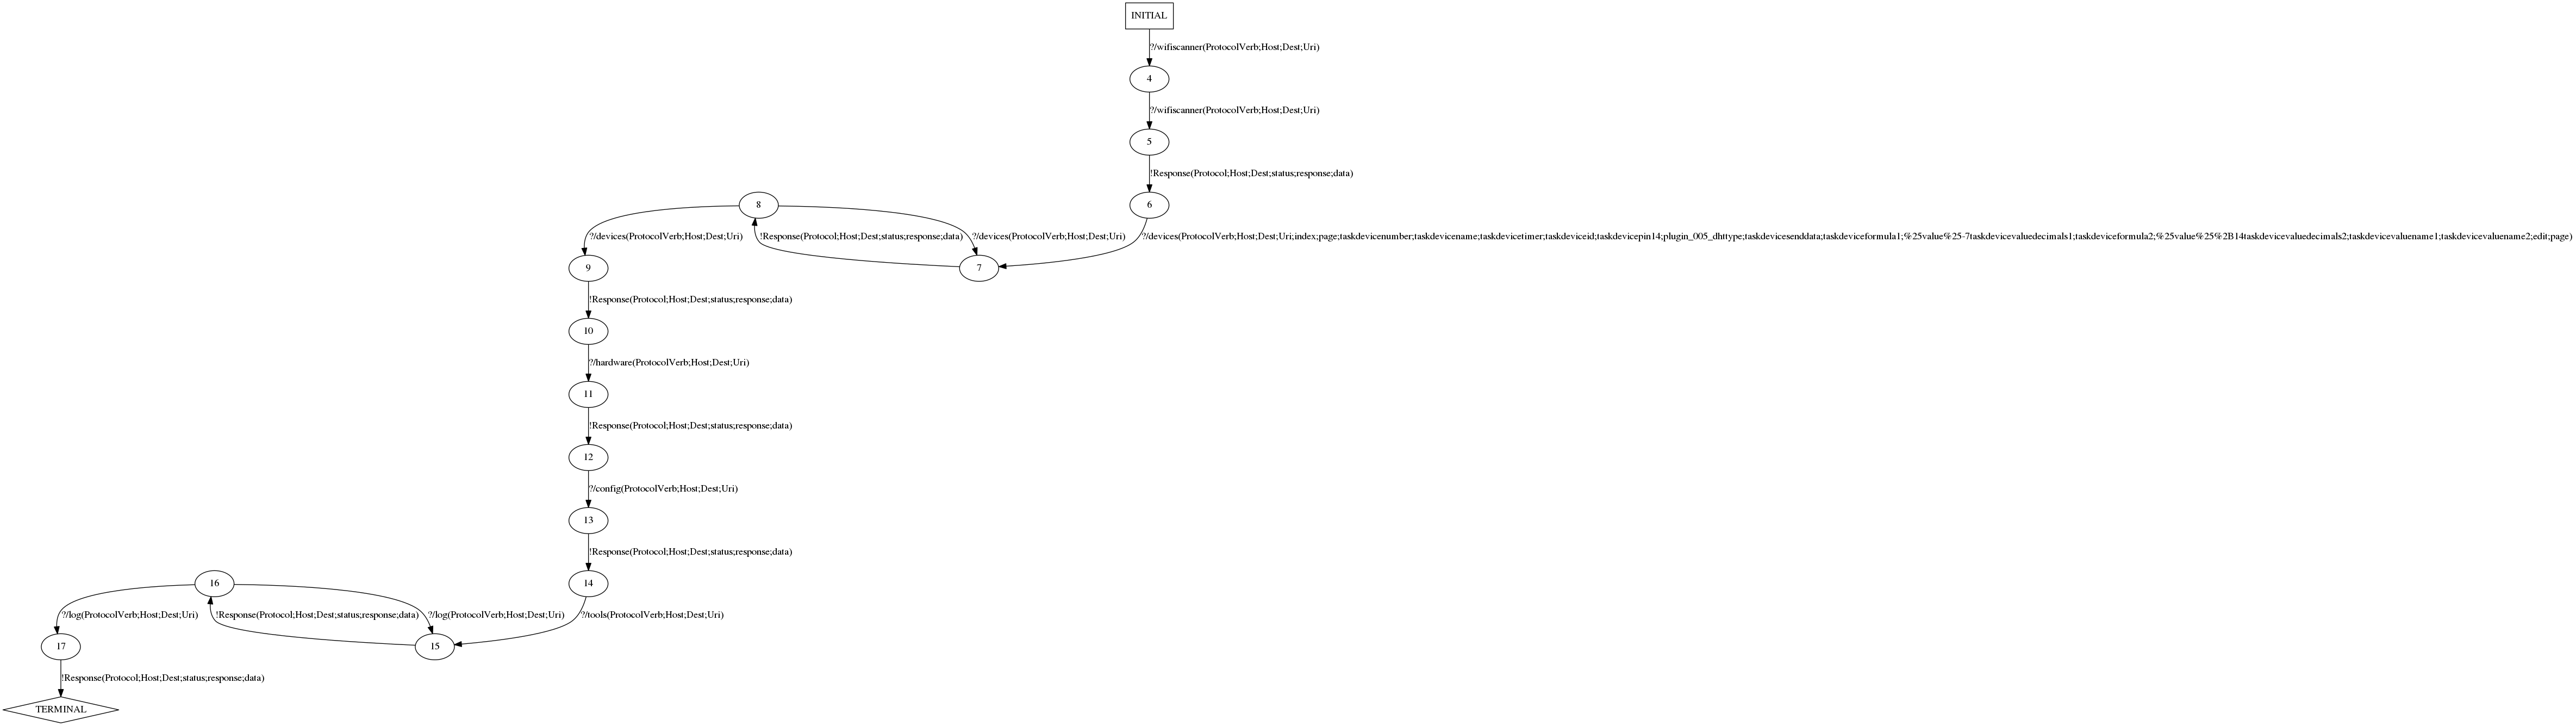 INITIAL
?/wifiscanner(ProtocolVerb;Host;Dest;Uri)
4
?/wifiscanner(ProtocolVerb;Host;Dest;Uri)
5
!Response(Protocol;Host;Dest;status;response;data)
8
6
?/devices(ProtocolVerb;Host;Dest;Uri)
!Response(Protocol;Host;Dest;status;response;data)
?/devices(ProtocolVerb;Host;Dest;Uri)
?/devices(ProtocolVerb;Host;Dest;Uri;index;page;taskdevicenumber;taskdevicename;taskdevicetimer;taskdeviceid;taskdevicepin14;plugin_005_dhttype;taskdevicesenddata;taskdeviceformula1;%25value%25-7taskdevicevaluedecimals1;taskdeviceformula2;%25value%25%2B14taskdevicevaluedecimals2;taskdevicevaluename1;taskdevicevaluename2;edit;page)
9
7
!Response(Protocol;Host;Dest;status;response;data)
10
?/hardware(ProtocolVerb;Host;Dest;Uri)
11
!Response(Protocol;Host;Dest;status;response;data)
12
?/config(ProtocolVerb;Host;Dest;Uri)
13
!Response(Protocol;Host;Dest;status;response;data)
16
14
?/log(ProtocolVerb;Host;Dest;Uri)
!Response(Protocol;Host;Dest;status;response;data)
?/log(ProtocolVerb;Host;Dest;Uri)
?/tools(ProtocolVerb;Host;Dest;Uri)
17
15
!Response(Protocol;Host;Dest;status;response;data)
TERMINAL